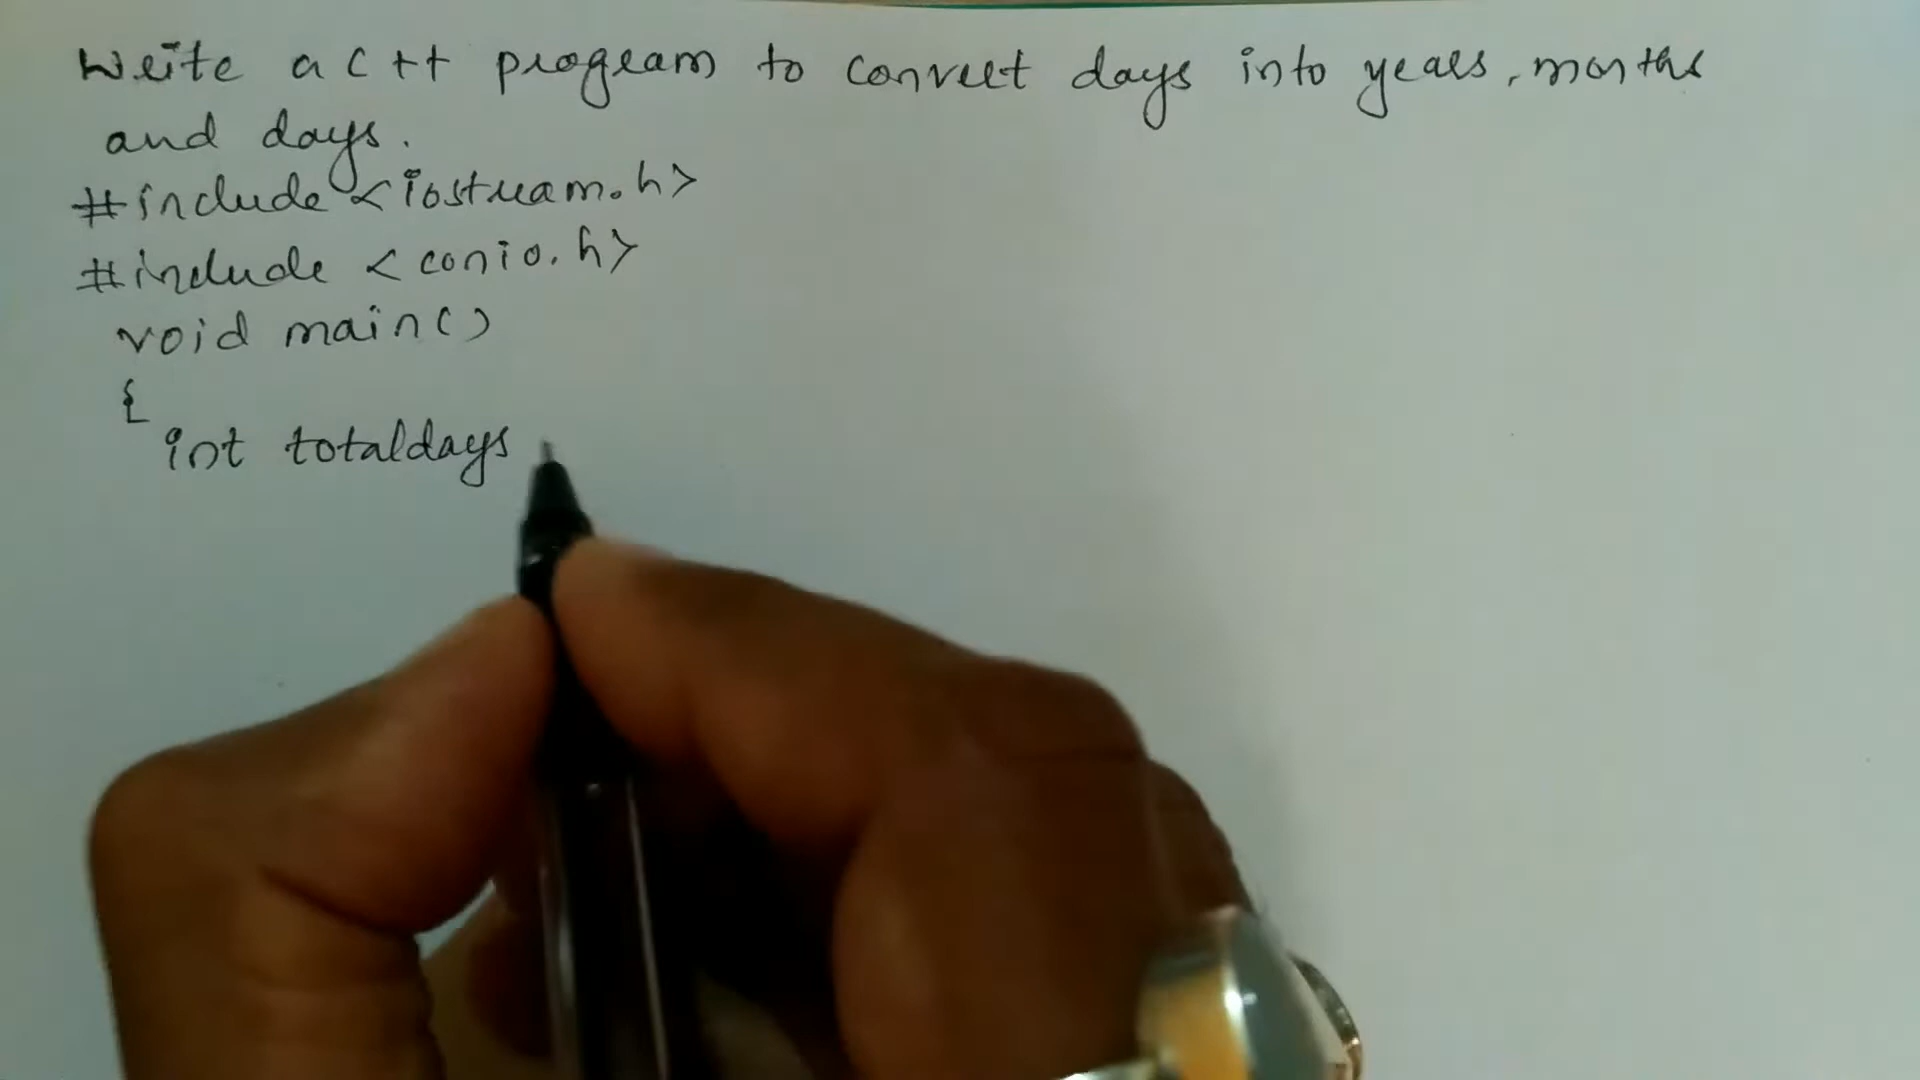 Write a C++ program to convert days into years, months
and days.
#include <iostream.h>
#include <conio.h>
void main()
{
int totaldays